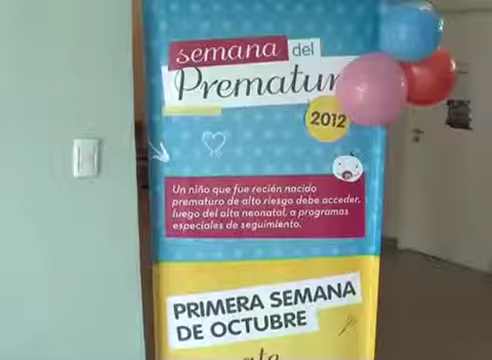 semana del
Prematur
2012
Un niño que fue recién nacido
prematuro de alto riesgo debe acceder,
luego del alta neonatal, a programas
especiales de seguimiento.
PRIMERA SEMANA
DE OCTUBRE